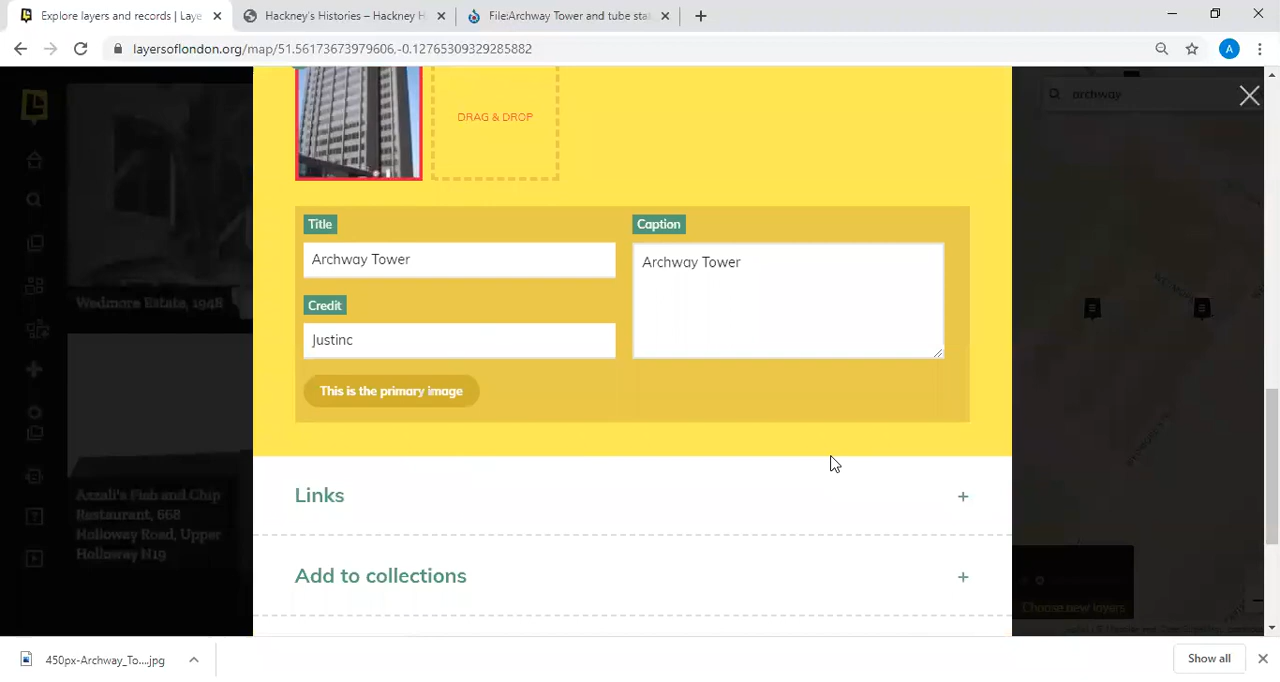 Explore layers and records | Laye
Hackney's Histories – Hackney H
File:Archway Tower and tube sta
layersoflondon.org/map/51.56173673979606,-0.12765309329285882
A
archway
DRAG & DROP
Title
Caption
Archway Tower
Archway Tower
Credit
Justinc
This is the primary image
Links
Add to collections
Wedmore Estate, 1948
Azzali's Fish and Chip
Restaurant, 668
Holloway Road, Upper
Holloway N19
Choose new layers
450px-Archway_To....jpg
Show all